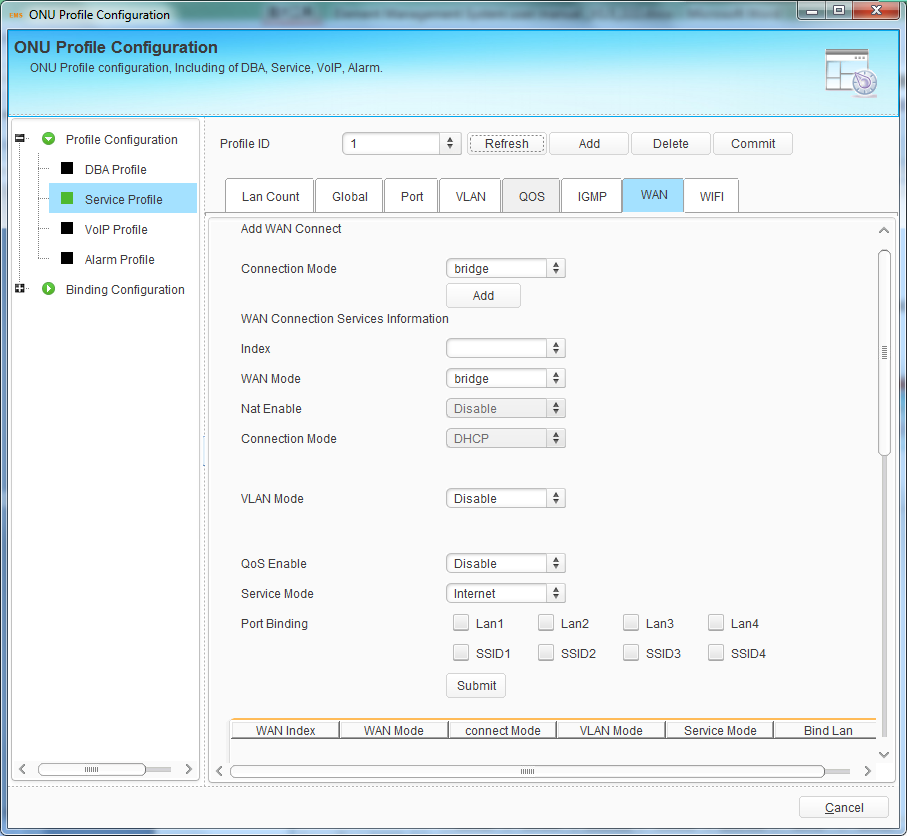 ONU Profile Configuration
ONU Profile Configuration
ONU Profile configuration, Including of DBA, Service, VoIP, Alarm.
Profile Configuration
DBA Profile
Service Profile
VoIP Profile
Alarm Profile
Binding Configuration
Profile ID 1 Refresh Add Delete Commit
Lan Count Global Port VLAN QOS IGMP WAN WIFI
Add WAN Connect
Connection Mode bridge
Add
WAN Connection Services Information
Index
WAN Mode bridge
Nat Enable Disable
Connection Mode DHCP
VLAN Mode Disable
QoS Enable Disable
Service Mode Internet
Port Binding Lan1 Lan2 Lan3 Lan4
SSID1 SSID2 SSID3 SSID4
Submit
WAN Index WAN Mode connect Mode VLAN Mode Service Mode Bind Lan
Cancel